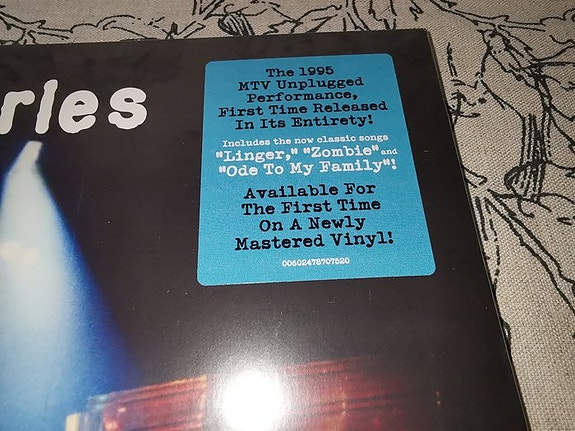 ries
The 1995
MTV Unplugged
Performance,
First Time Released
In Its Entirety!
Includes the now classic songs
"Linger," "Zombie" and
"Ode To My Family"!
Available For
The First Time
On A Newly
Mastered Vinyl!
00602478707520